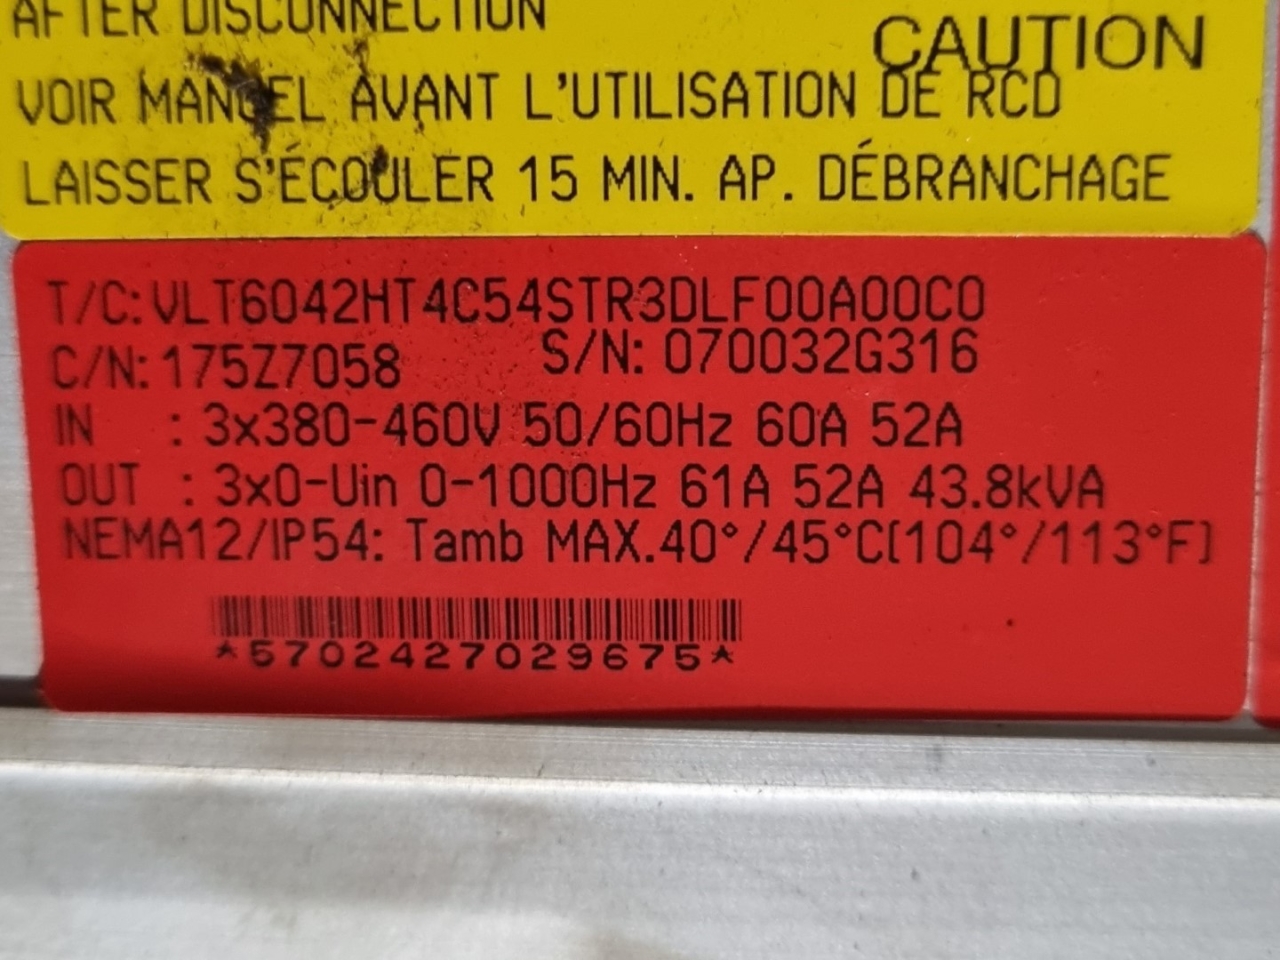 AFTER DISCONNECTION
CAUTION
VOIR MANUEL AVANT L'UTILISATION DE RCD
LAISSER S'ÉCOULER 15 MIN. AP. DÉBRANCHAGE
T/C: VLT6042HT4C54STR3DLF00A00C0
C/N: 175Z7058 S/N: 070032G316
IN : 3x380-460V 50/60Hz 60A 52A
OUT : 3x0-Uin 0-1000Hz 61A 52A 43.8kVA
NEMA12/IP54: Tamb MAX.40°/45°C(104°/113°F)
*5702427029675*